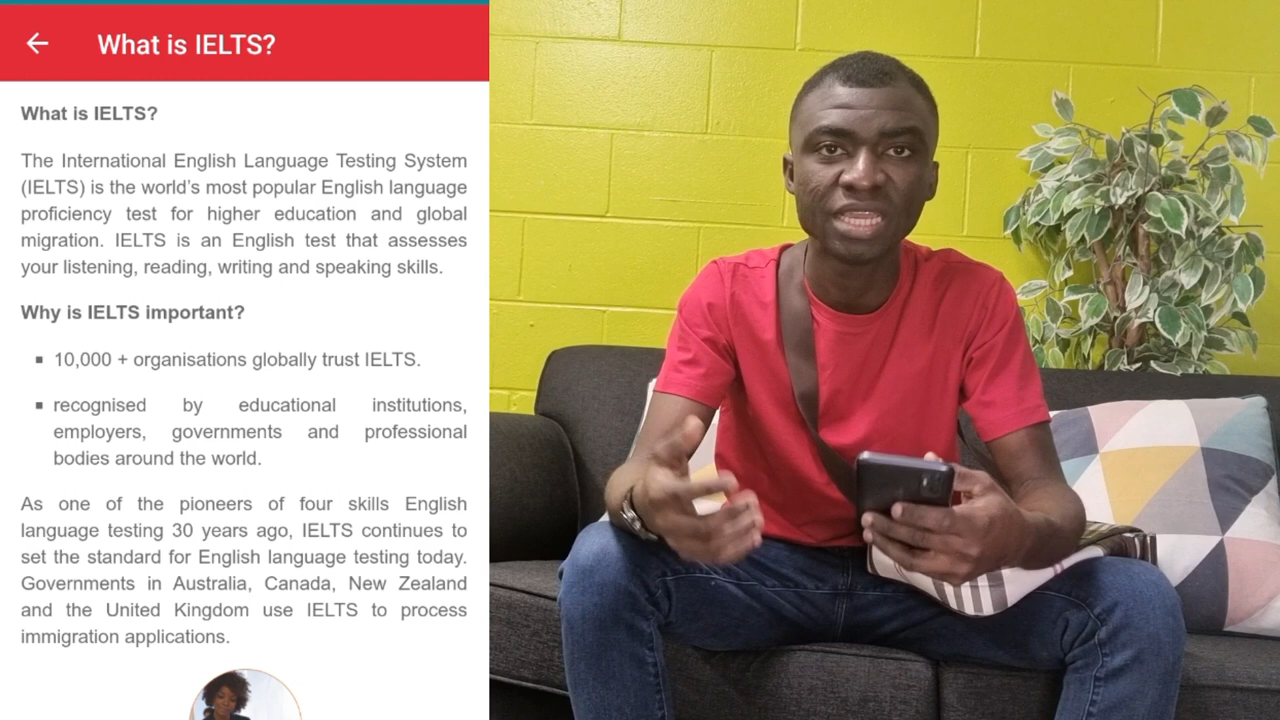 What is IELTS?
What is IELTS?
The International English Language Testing System
(IELTS) is the world's most popular English language
proficiency test for higher education and global
migration. IELTS is an English test that assesses
your listening, reading, writing and speaking skills.
Why is IELTS important?
▪ 10,000 + organisations globally trust IELTS.
▪ recognised by educational institutions,
employers, governments and professional
bodies around the world.
As one of the pioneers of four skills English
language testing 30 years ago, IELTS continues to
set the standard for English language testing today.
Governments in Australia, Canada, New Zealand
and the United Kingdom use IELTS to process
immigration applications.